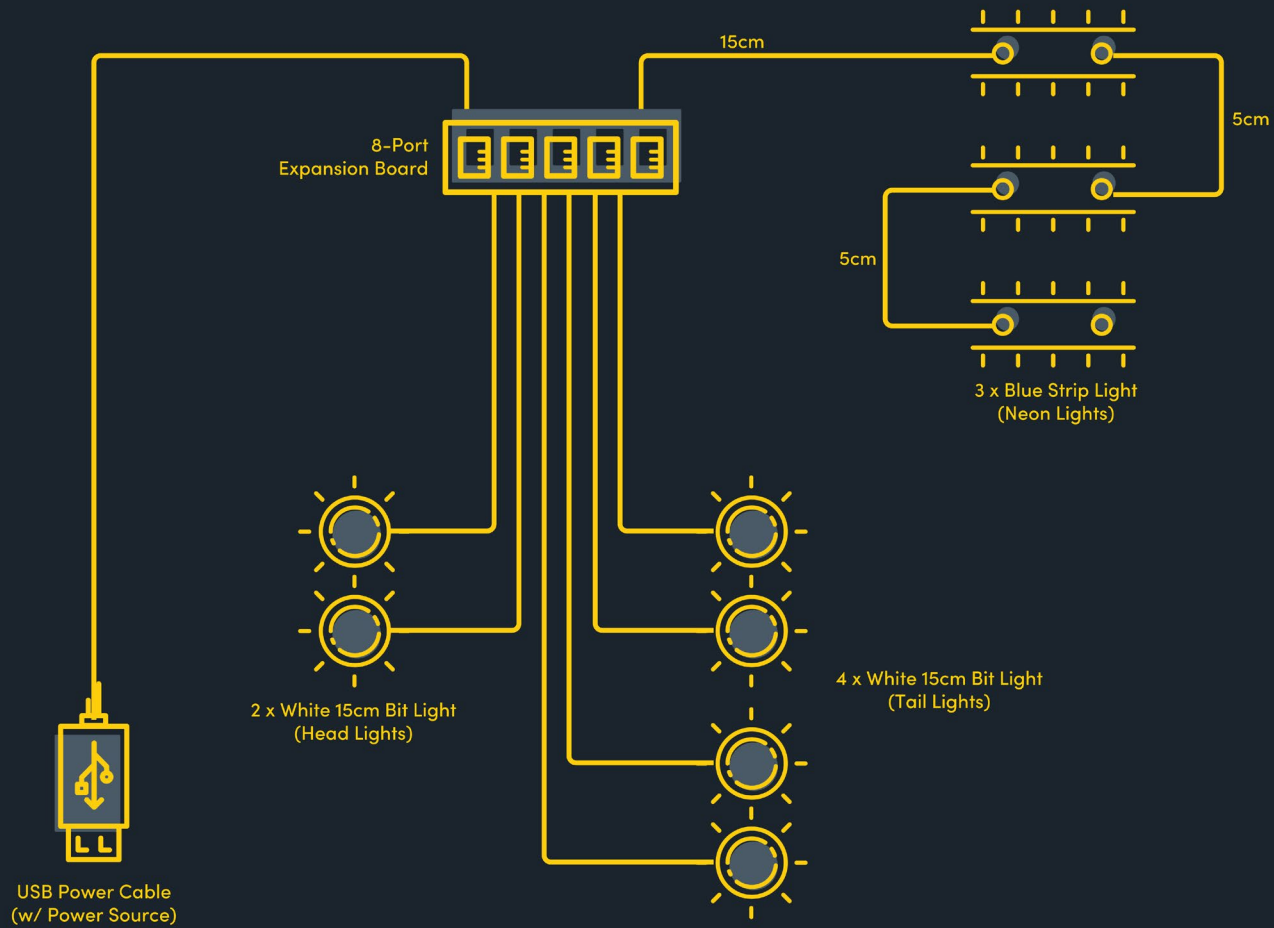 15cm
5cm
8-Port
Expansion Board
5cm
3 x Blue Strip Light
(Neon Lights)
2 x White 15cm Bit Light
(Head Lights)
4 x White 15cm Bit Light
(Tail Lights)
USB Power Cable
(w/ Power Source)